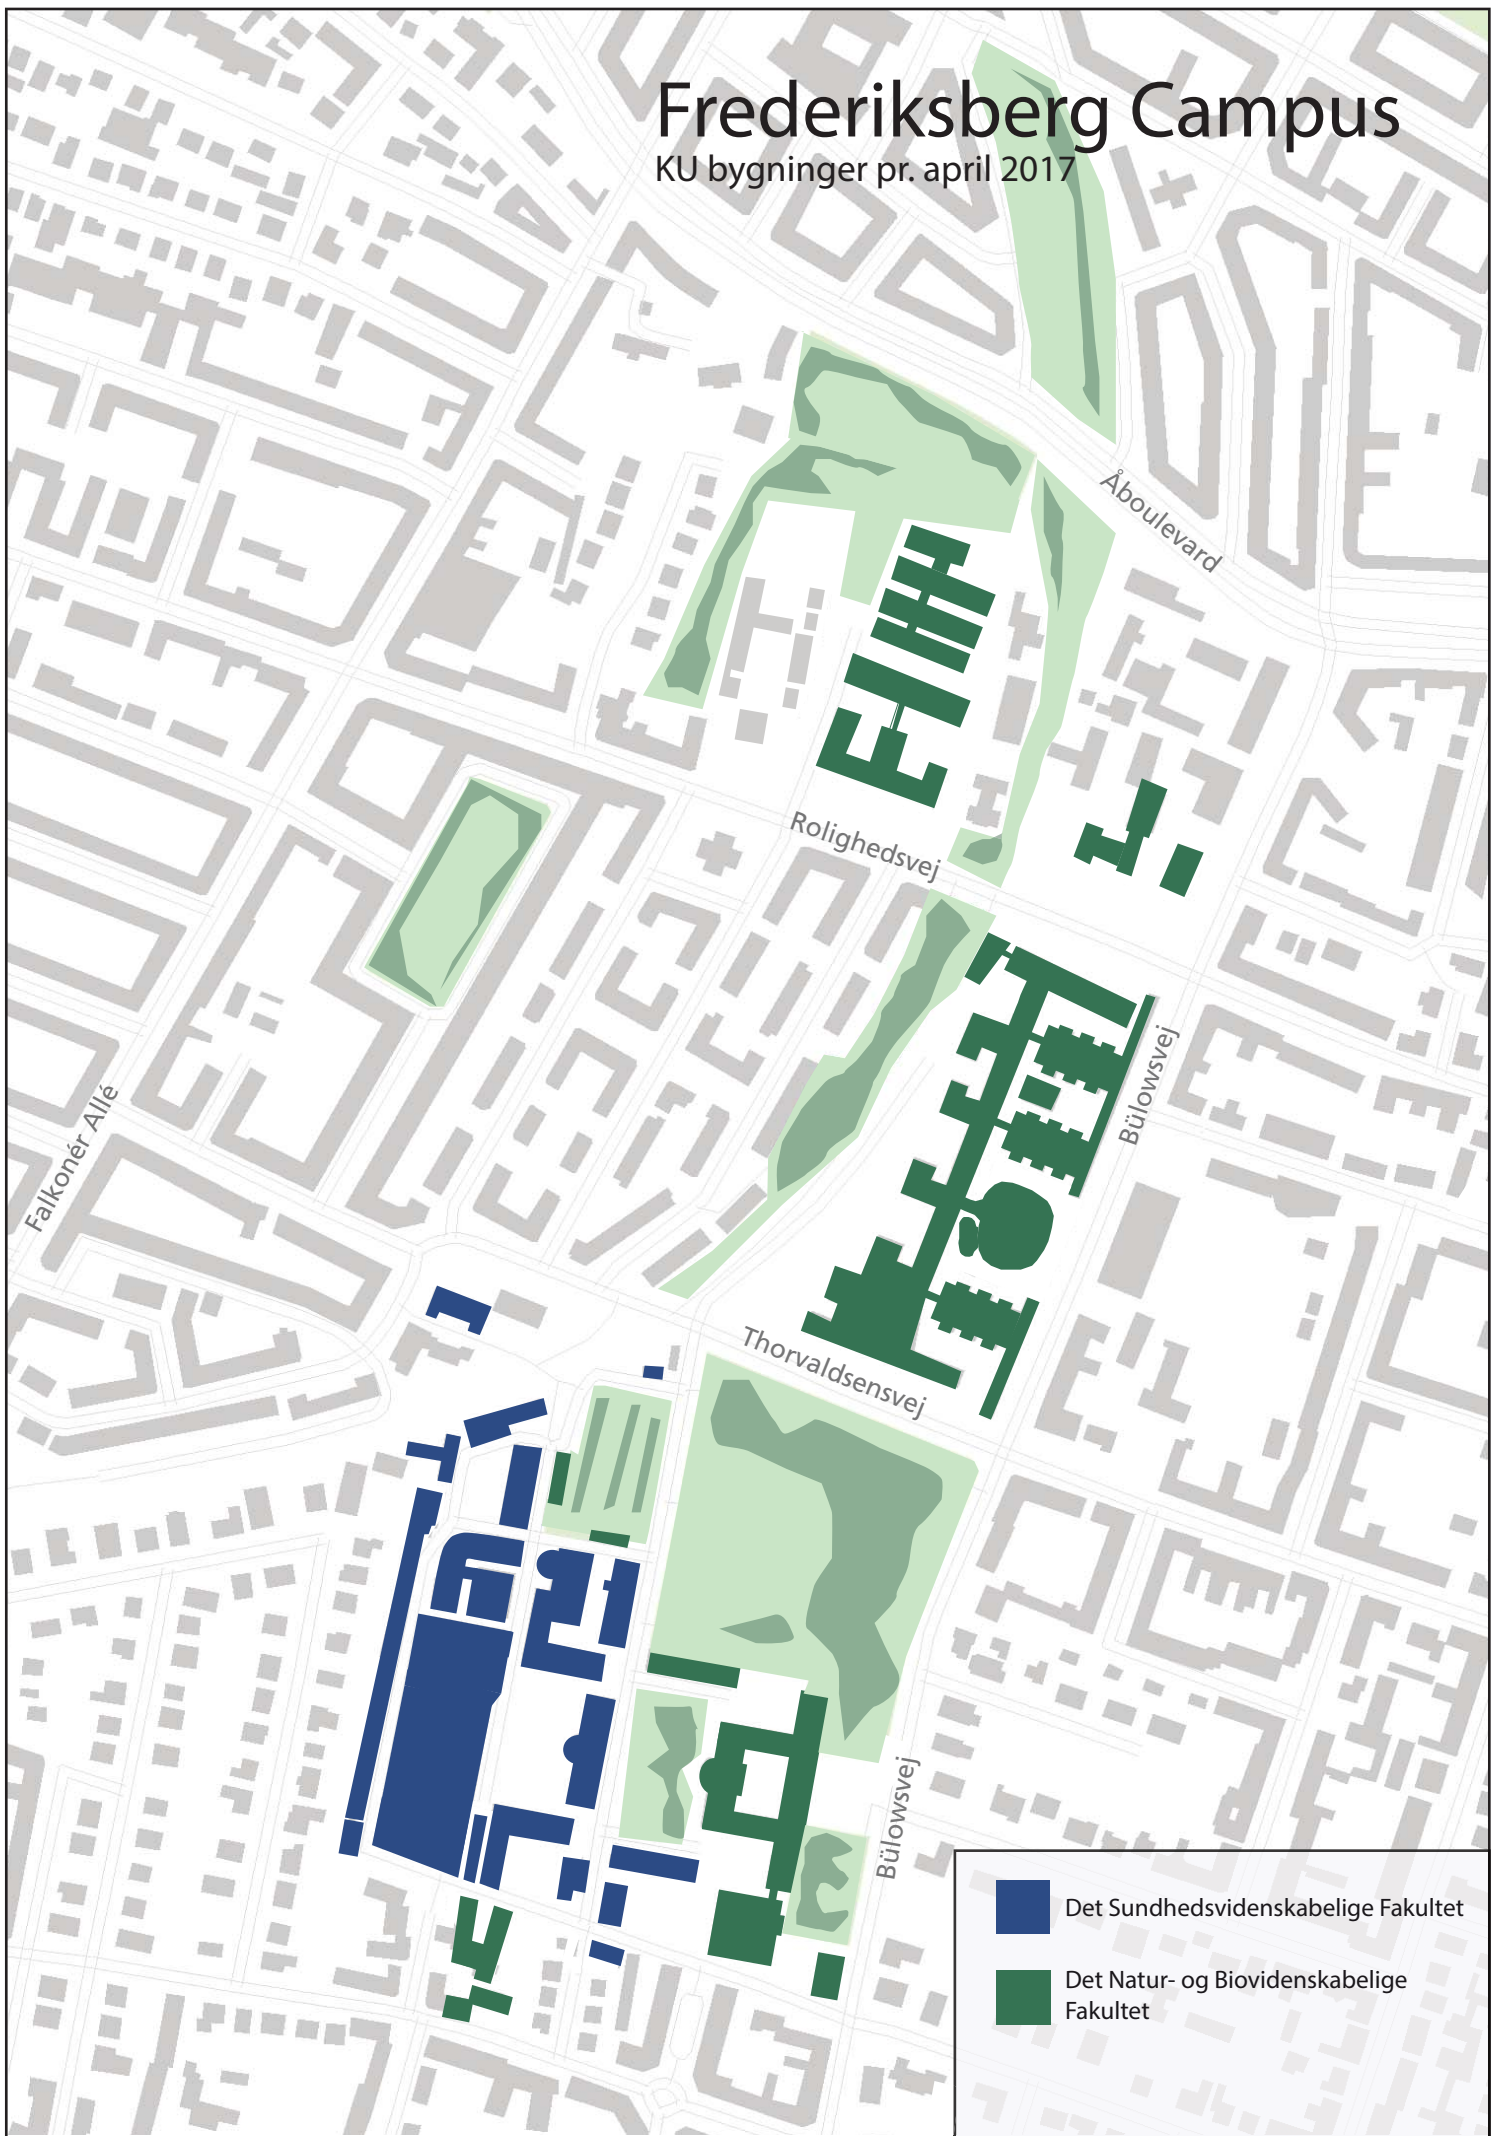 Frederiksberg Campus
KU bygninger pr. april 2017
Åboulevard
Rolighedsvej
Bülowsvej
Falkonér Allé
Thorvaldsensvej
Bülowsvej
Det Sundhedsvidenskabelige Fakultet
Det Natur- og Biovidenskabelige
Fakultet